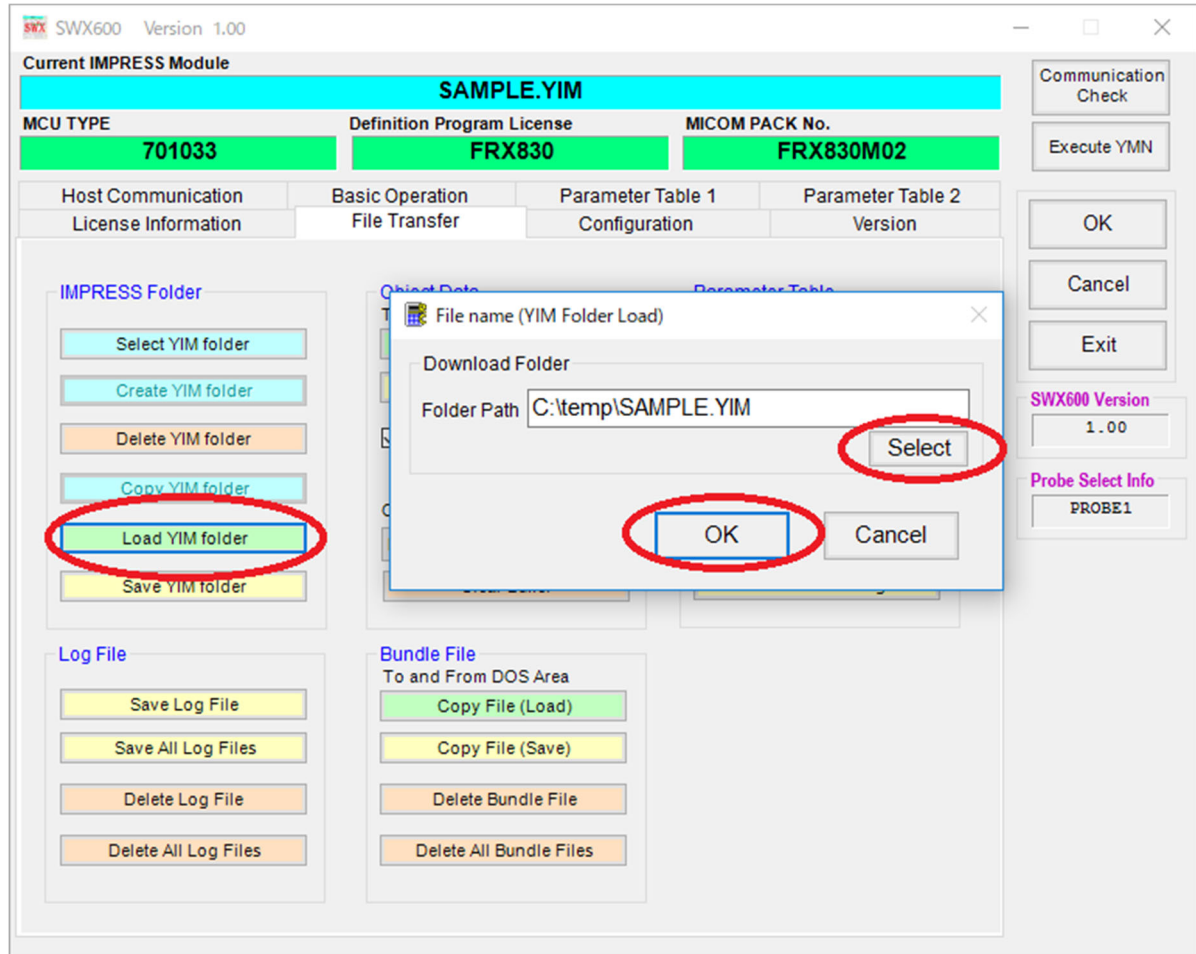 SWX SWX600 Version 1.00
Current IMPRESS Module
SAMPLE.YIM
MCU TYPE Definition Program License MICOM PACK No.
701033 FRX830 FRX830M02
Communication
Check
Execute YMN
Host Communication Basic Operation Parameter Table 1 Parameter Table 2
License Information File Transfer Configuration Version
OK
Cancel
Exit
SWX600 Version
1.00
Probe Select Info
PROBE1
IMPRESS Folder
Select YIM folder
Create YIM folder
Delete YIM folder
Copy YIM folder
Load YIM folder
Save YIM folder
Object Data
Parameter Table
File name (YIM Folder Load)
Download Folder
Folder Path C:\temp\SAMPLE.YIM
Select
OK Cancel
Log File
Save Log File
Save All Log Files
Delete Log File
Delete All Log Files
Bundle File
To and From DOS Area
Copy File (Load)
Copy File (Save)
Delete Bundle File
Delete All Bundle Files